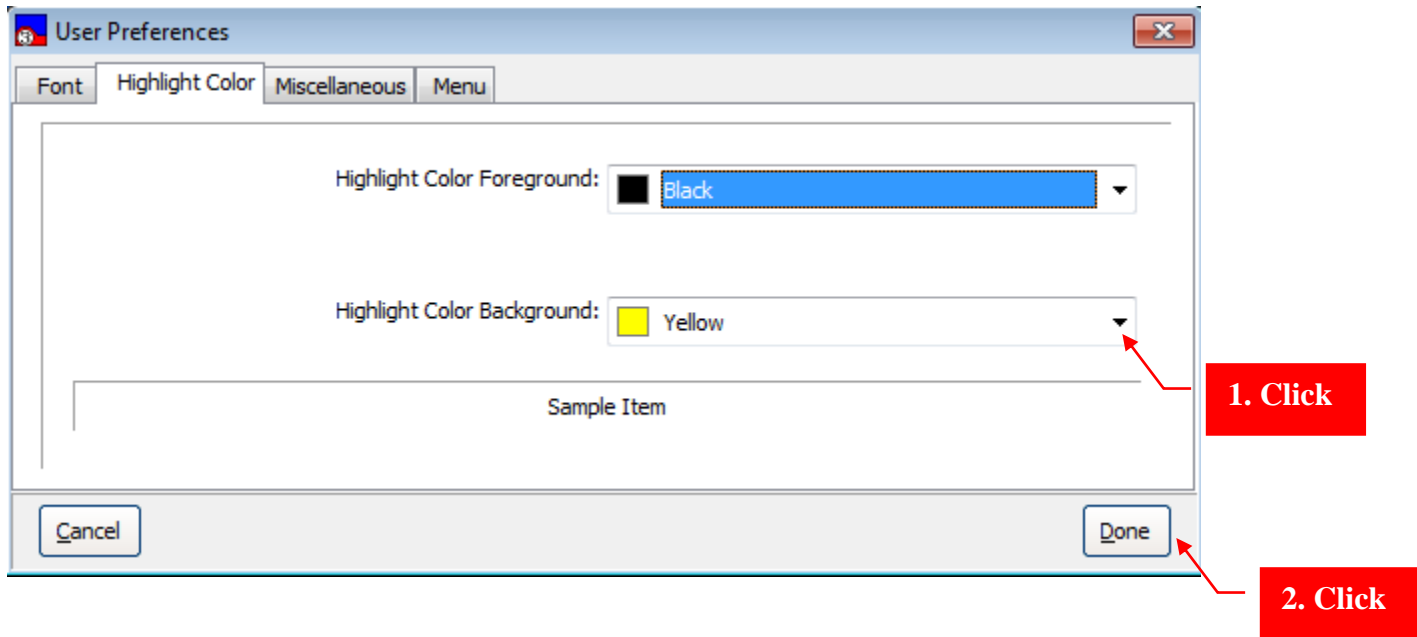 User Preferences
Font Highlight Color Miscellaneous Menu
Highlight Color Foreground: Black
Highlight Color Background: Yellow
1. Click
Sample Item
Cancel Done
2. Click